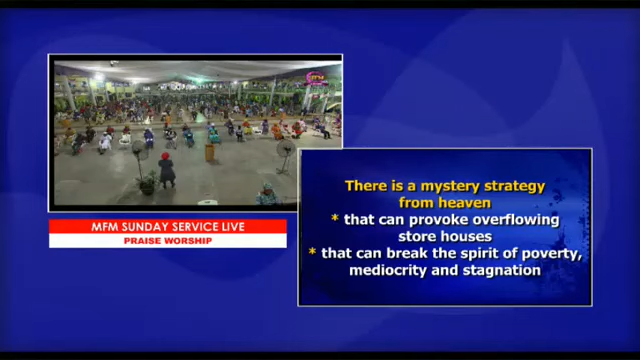 MFM SUNDAY SERVICE LIVE
PRAISE WORSHIP
There is a mystery strategy
from heaven
* that can provoke overflowing
store houses
* that can break the spirit of poverty,
mediocrity and stagnation